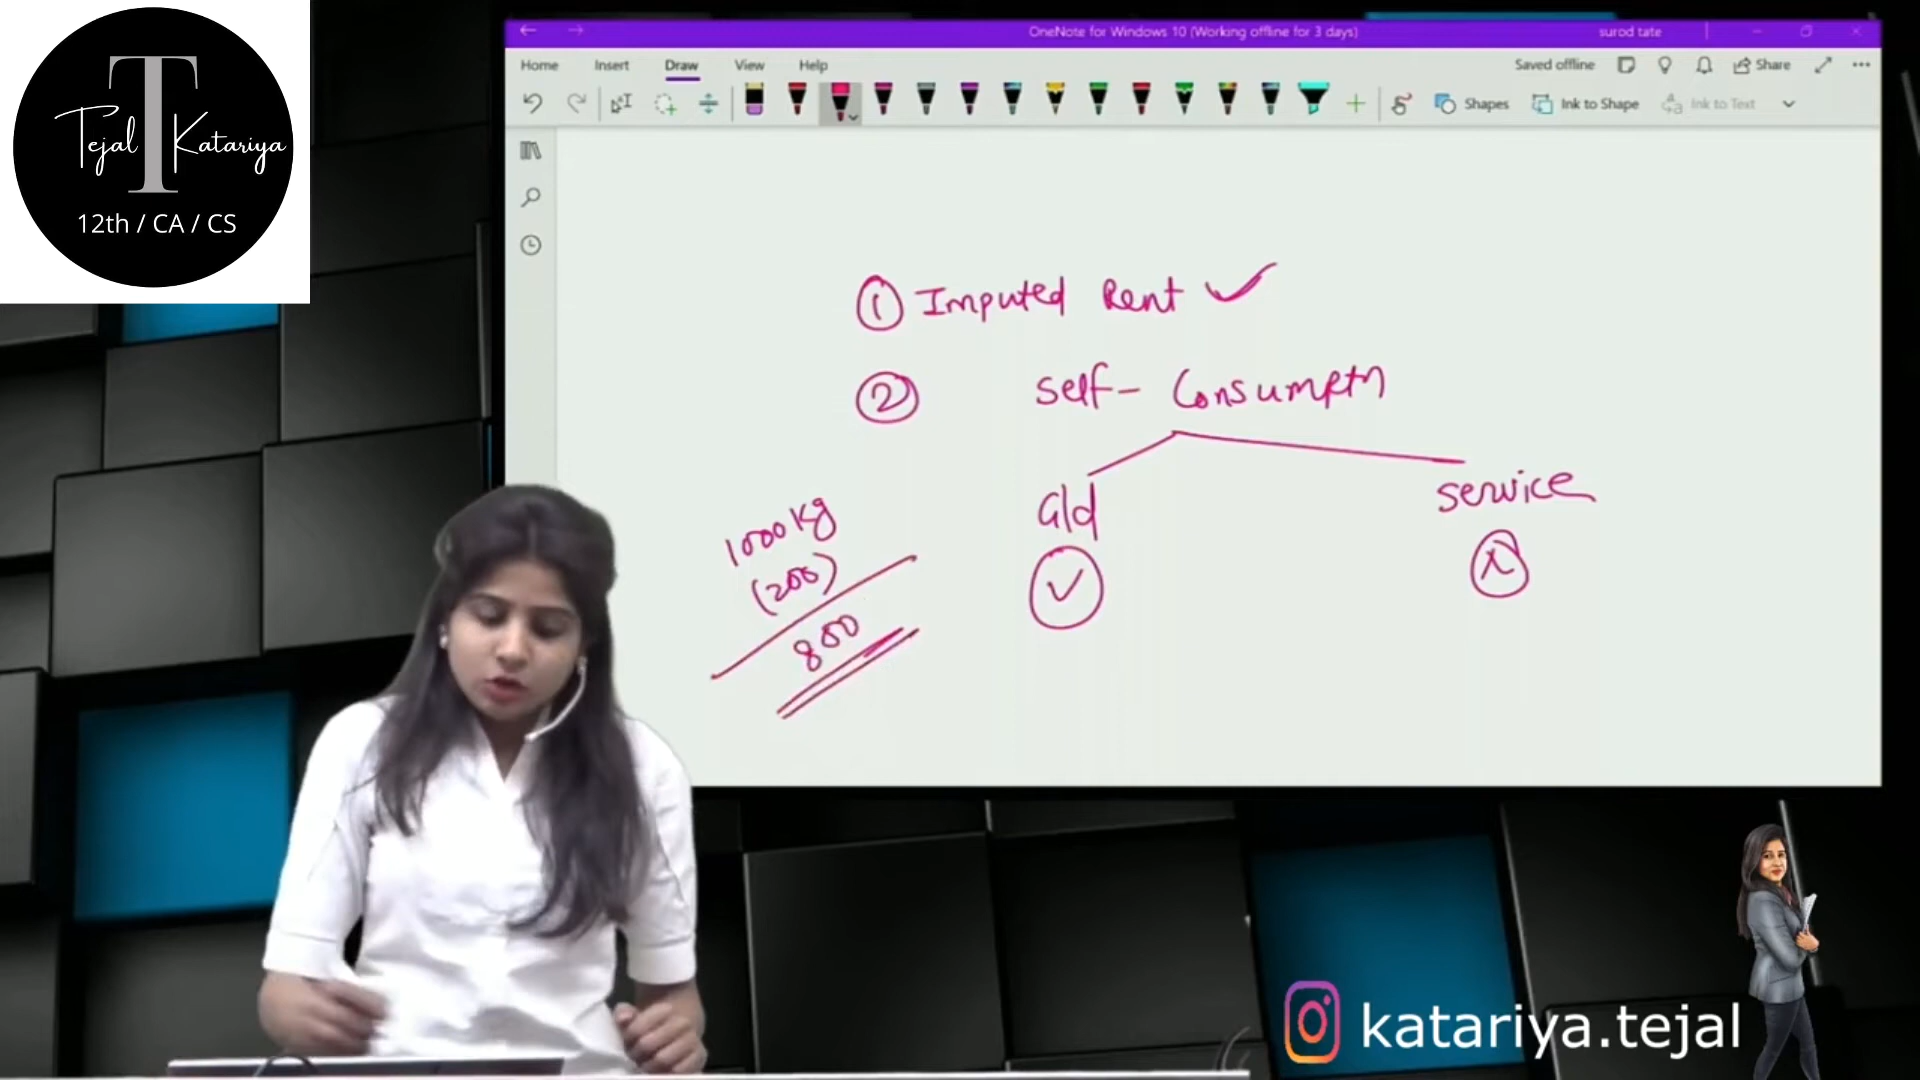 T
Tejal Katariya
12th / CA / CS
OneNote for Windows 10 (Working offline for 3 days)
surod tate
Home Insert Draw View Help
Saved offline
Share
Shapes
Ink to Shape
Ink to Text
① Imputed Rent ✓
② Self-Consumptn
Service
1000 kg
(200)
800
katariya.tejal